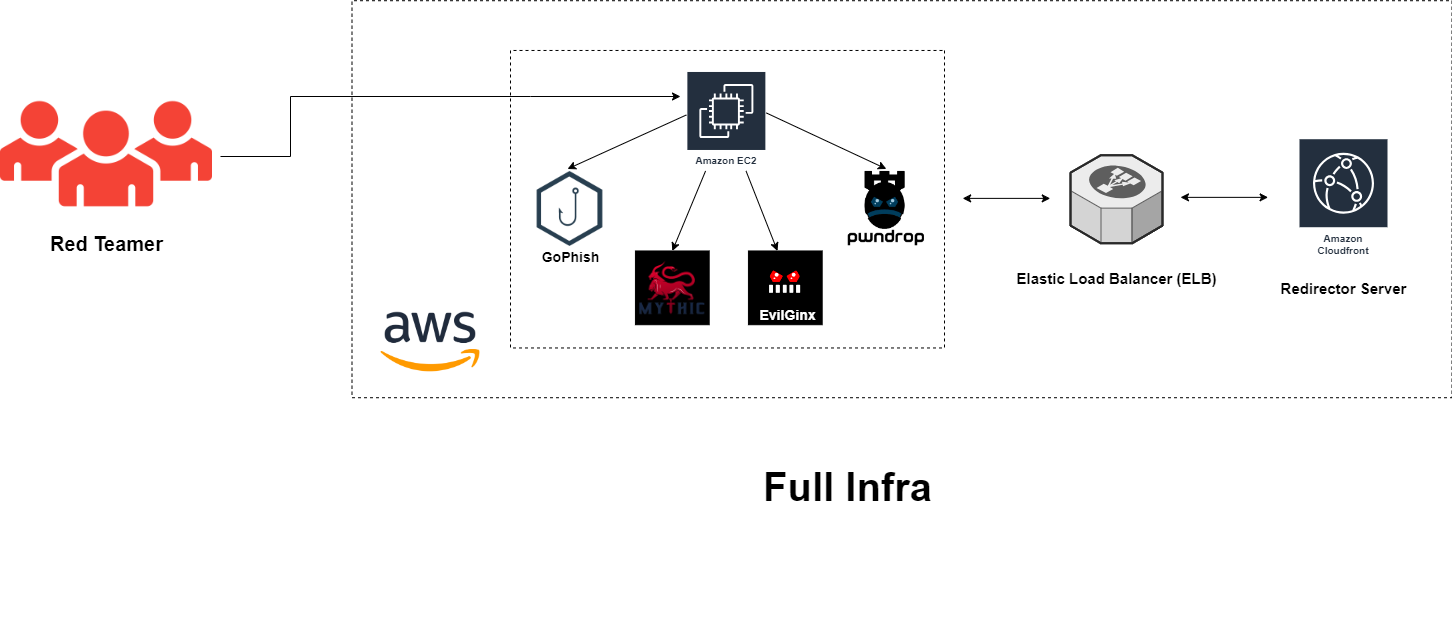 Amazon EC2
GoPhish
pwndrop
MYTHIC
EvilGinx
Red Teamer
aws
Elastic Load Balancer (ELB)
Amazon
Cloudfront
Redirector Server
Full Infra